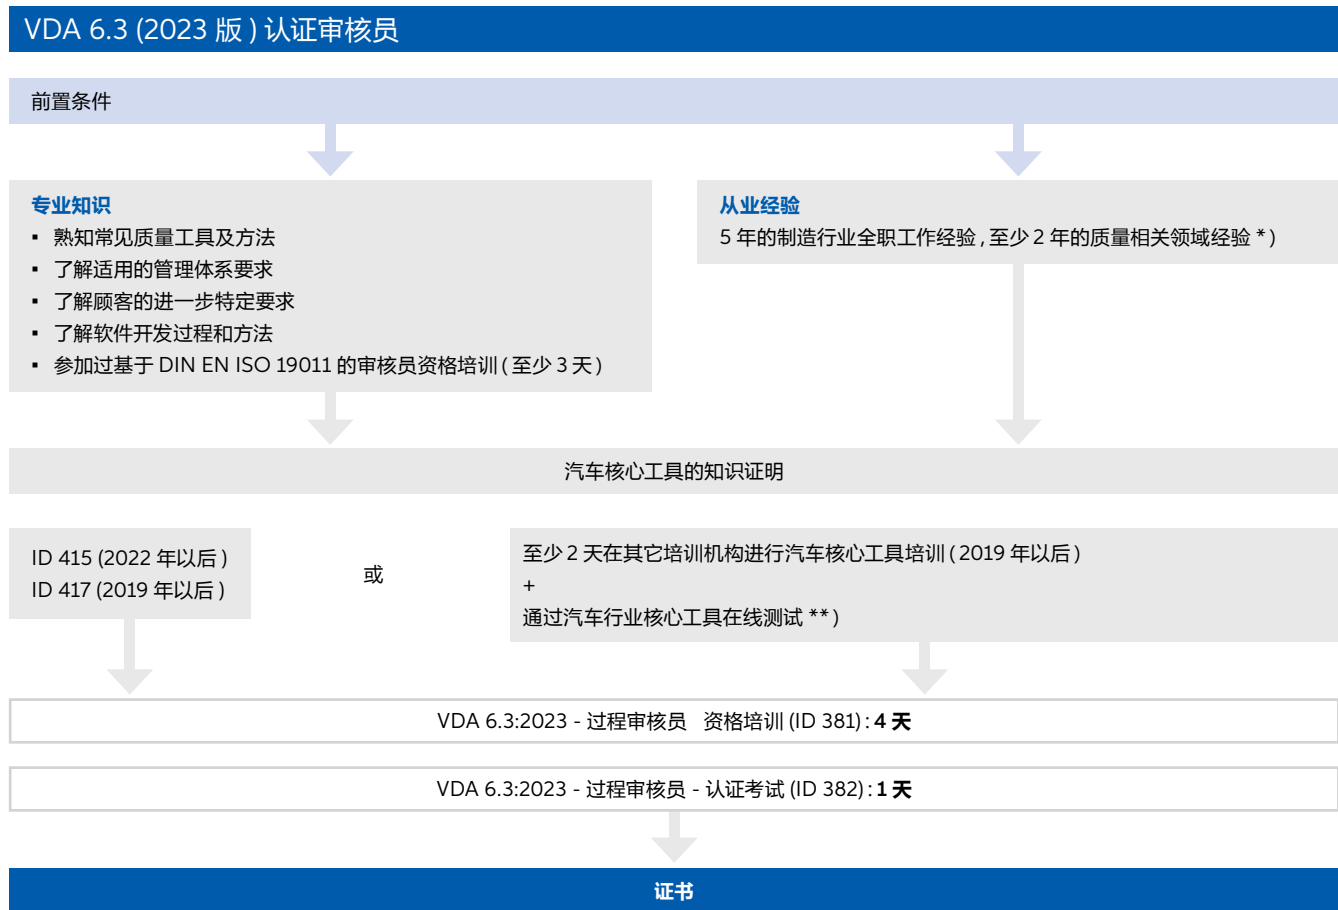 VDA 6.3 (2023 版 ) 认证审核员
前置条件
专业知识
▪ 熟知常见质量工具及方法
▪ 了解适用的管理体系要求
▪ 了解顾客的进一步特定要求
▪ 了解软件开发过程和方法
▪ 参加过基于 DIN EN ISO 19011 的审核员资格培训 ( 至少 3 天 )
从业经验
5 年的制造行业全职工作经验 , 至少 2 年的质量相关领域经验 * )
汽车核心工具的知识证明
ID 415 (2022 年以后 )
ID 417 (2019 年以后 )
或
至少 2 天在其它培训机构进行汽车核心工具培训 ( 2019 年以后 )
+
通过汽车行业核心工具在线测试 ** )
VDA 6.3:2023 - 过程审核员 资格培训 (ID 381) : 4 天
VDA 6.3:2023 - 过程审核员 - 认证考试 (ID 382) : 1 天
证书